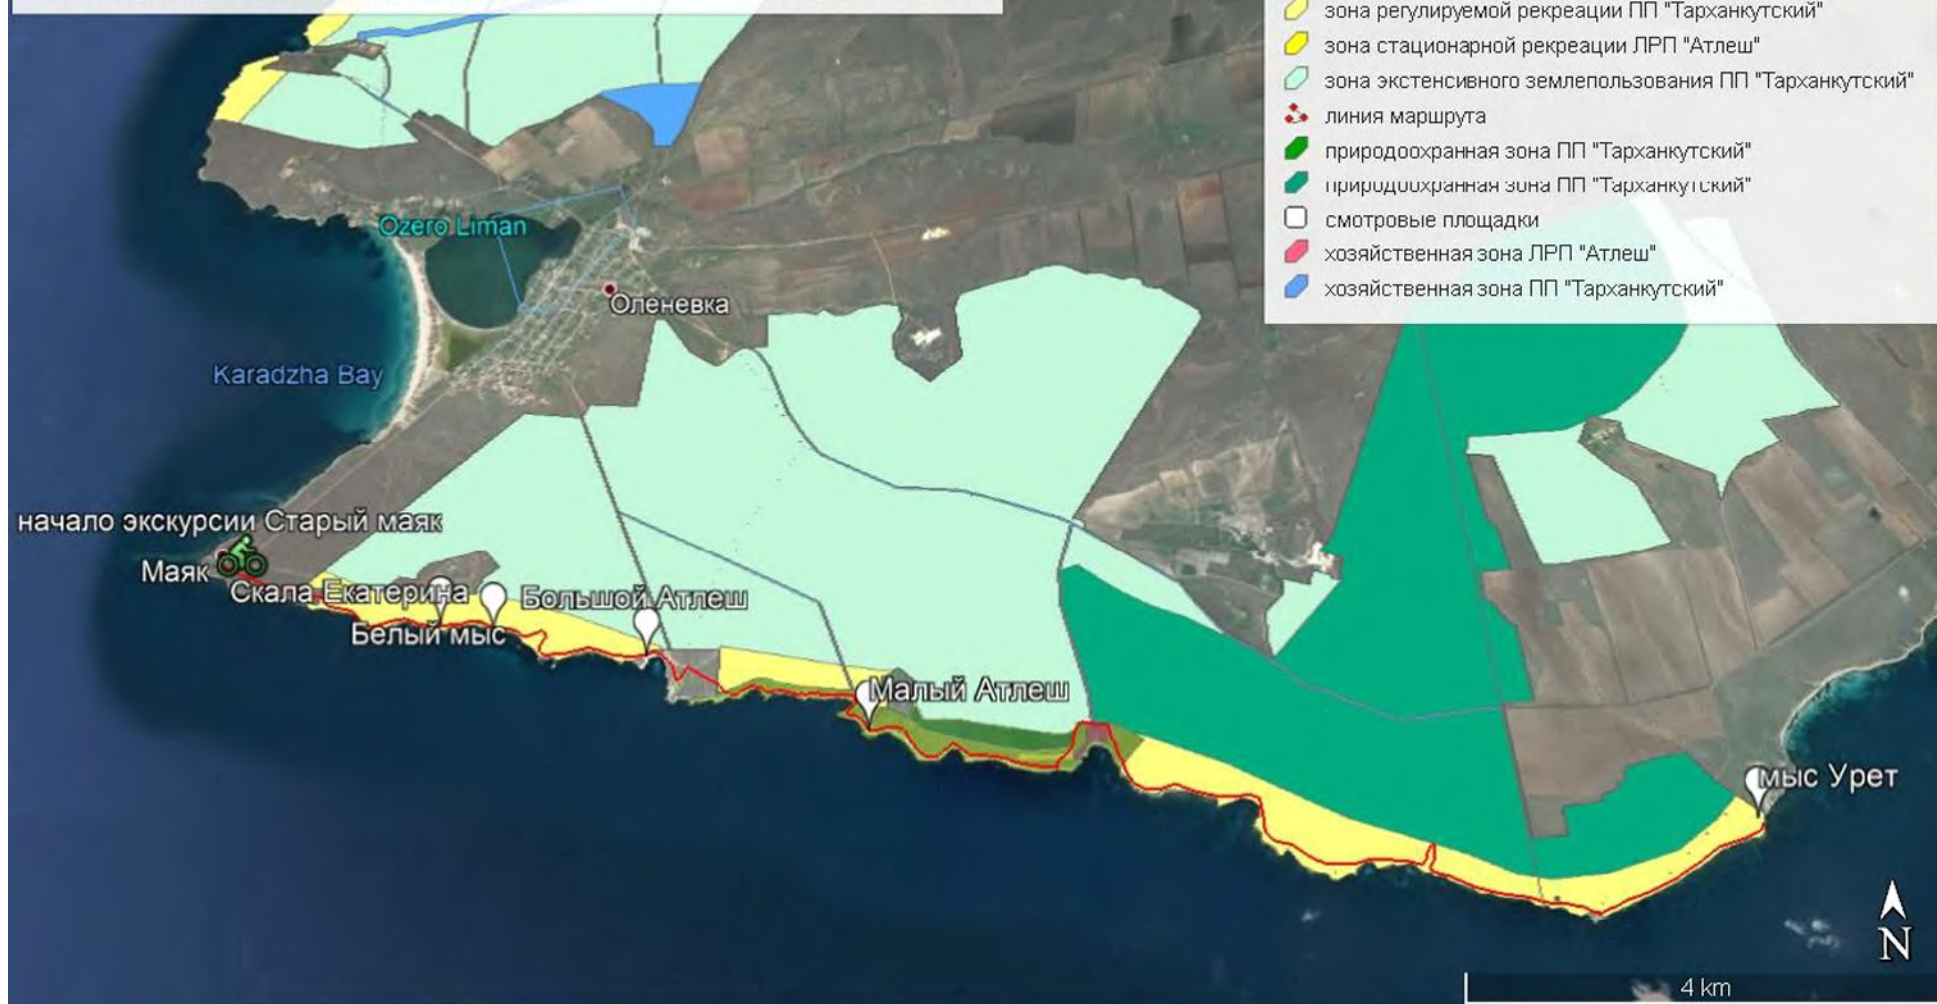 зона регулируемой рекреации ПП "Тарханкутский"
зона стационарной рекреации ЛРП "Атлеш"
зона экстенсивного землепользования ПП "Тарханкутский"
линия маршрута
природоохранная зона ПП "Тарханкутский"
природоохранная зона ПП "Тарханкутский"
смотровые площадки
хозяйственная зона ЛРП "Атлеш"
хозяйственная зона ПП "Тарханкутский"
Ozero Liman
Оленевка
Karadzha Bay
начало экскурсии Старый маяк
Маяк
Скала Екатерина
Большой Атлеш
Белый мыс
Малый Атлеш
мыс Урет
N
4 km